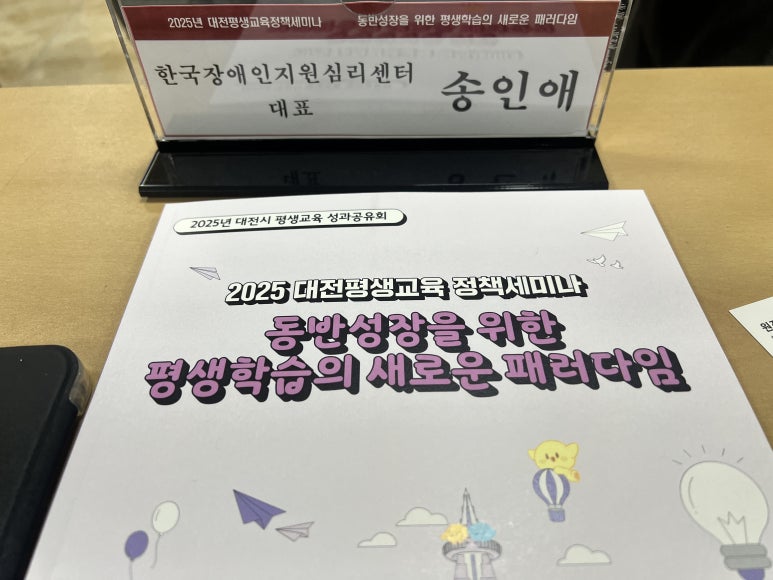 2025년 대전평생교육정책세미나 동반성장을 위한 평생학습의 새로운 패러다임
한국장애인지원심리센터
대표
송인애
2025년 대전시 평생교육 성과공유회
2025 대전평생교육 정책세미나
동반성장을 위한
평생학습의 새로운 패러다임